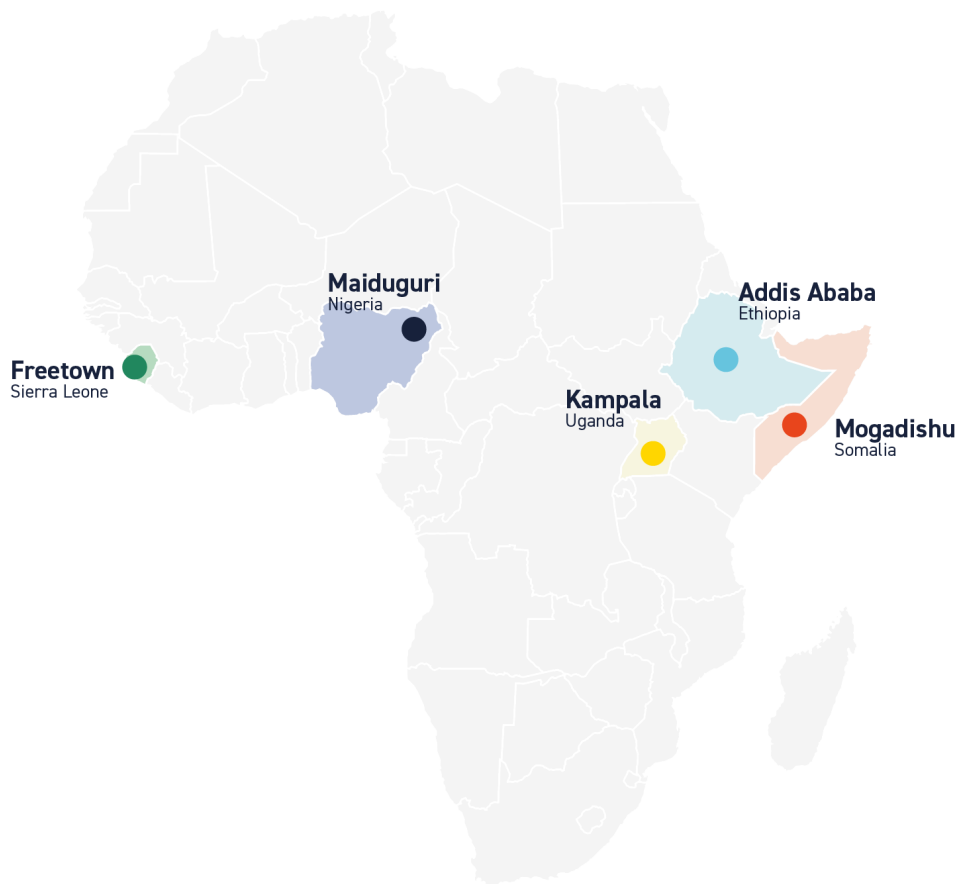 Maiduguri
Nigeria
Addis Ababa
Ethiopia
Freetown
Sierra Leone
Kampala
Uganda
Mogadishu
Somalia